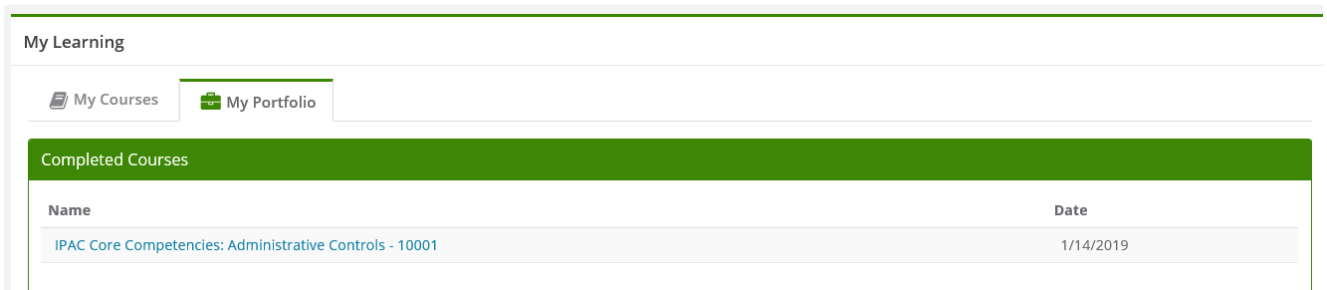 My Learning
My Courses My Portfolio
Completed Courses
Name Date
IPAC Core Competencies: Administrative Controls - 10001 1/14/2019